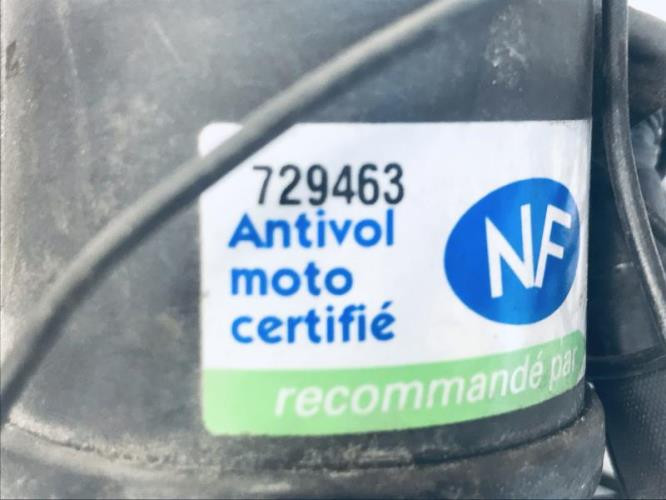 729463
Antivol
moto
certifié
NF
recommandé par